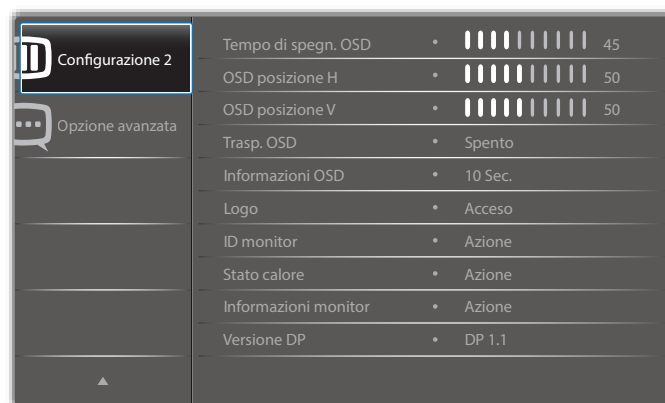 Configurazione 2
Opzione avanzata
Tempo di spegn. OSD • 45
OSD posizione H • 50
OSD posizione V • 50
Trasp. OSD • Spento
Informazioni OSD • 10 Sec.
Logo • Acceso
ID monitor • Azione
Stato calore • Azione
Informazioni monitor • Azione
Versione DP • DP 1.1